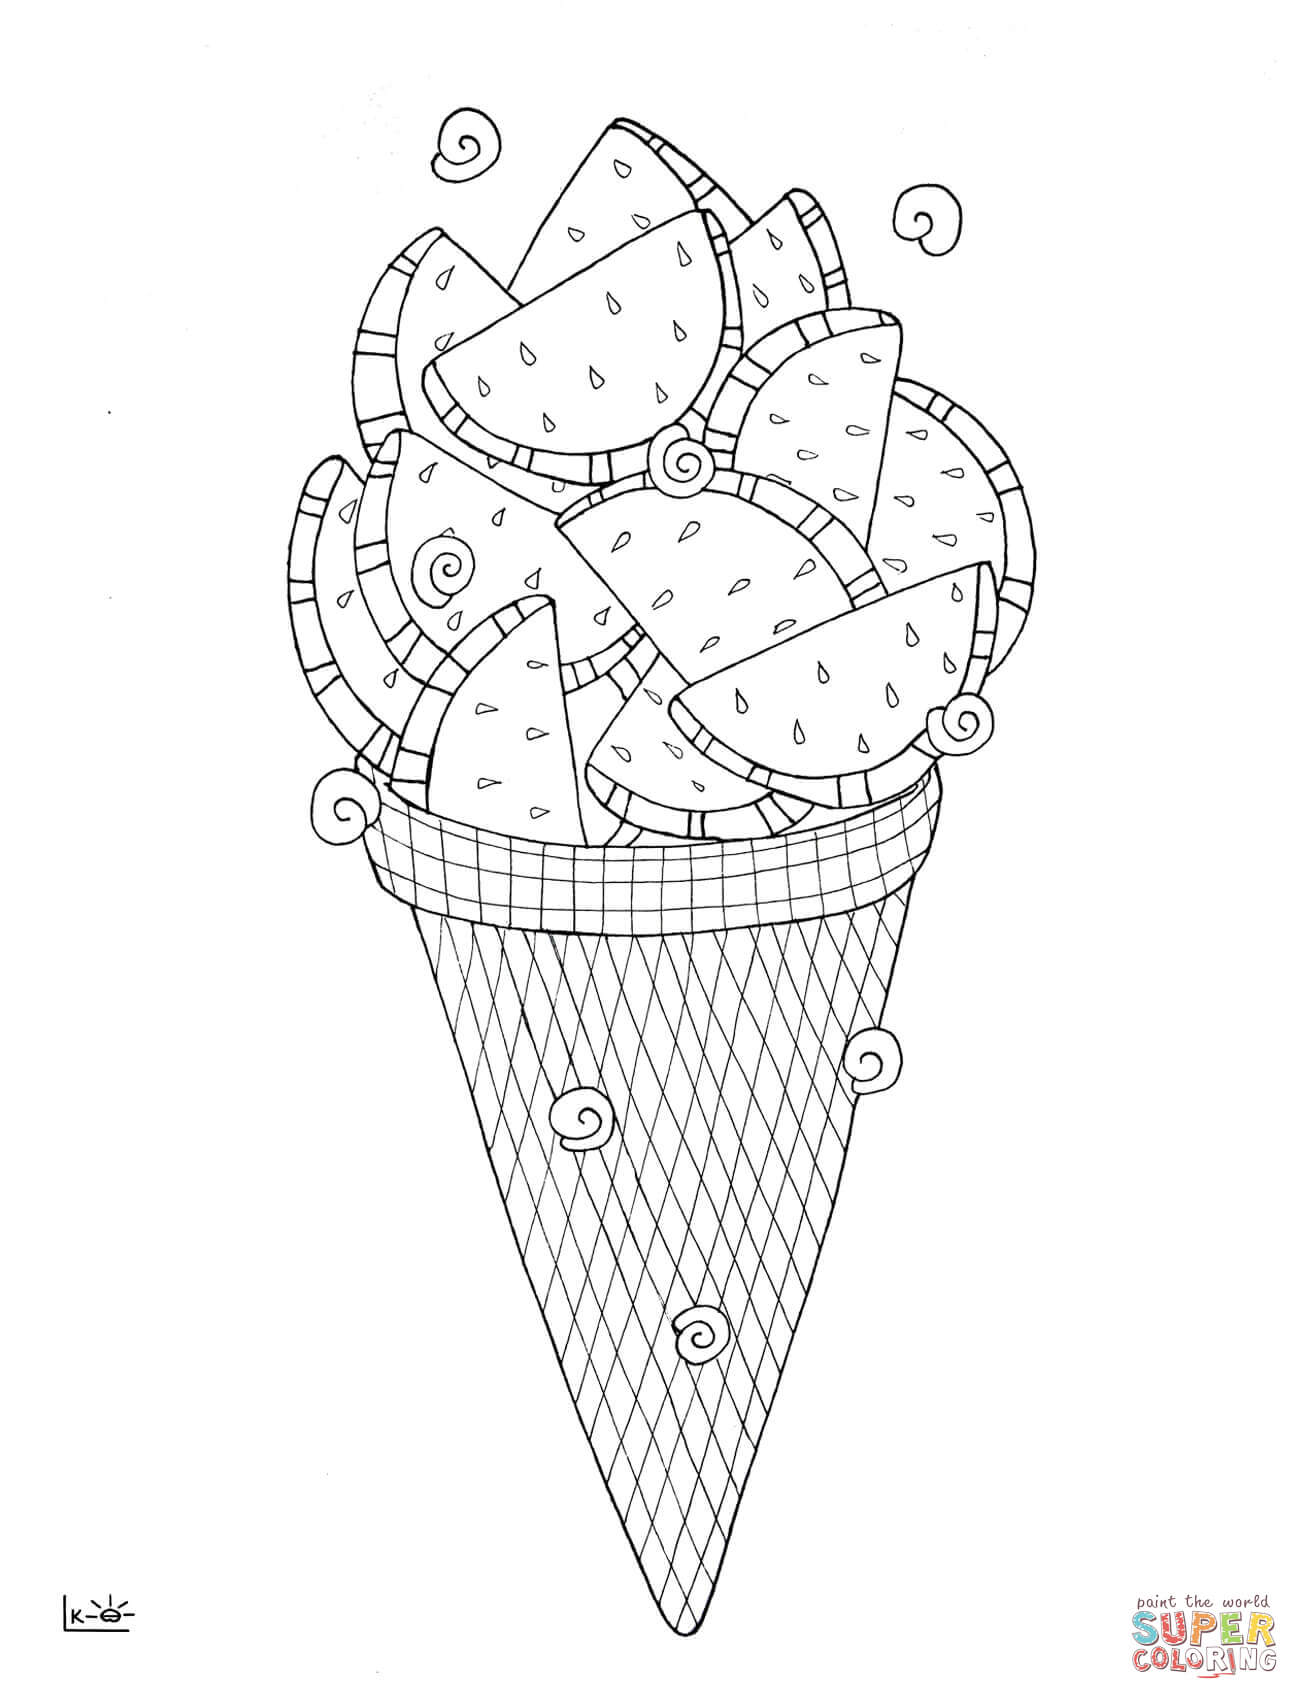 K
paint the world
SUPER
COLORING